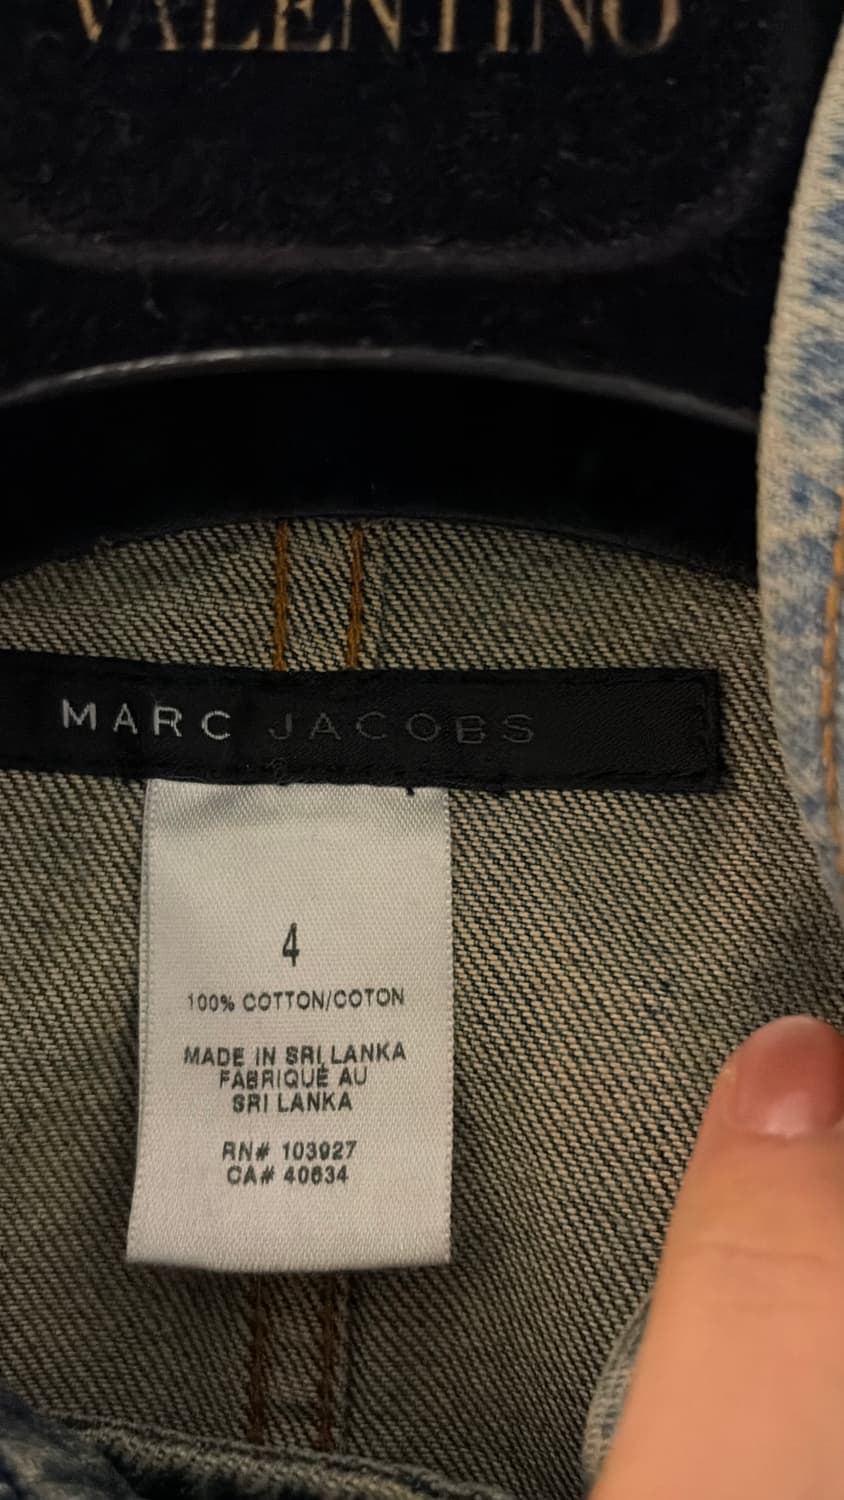 VALENTINO
MARC JACOBS
4
100% COTTON/COTON
MADE IN SRI LANKA
FABRIQUÉ AU
SRI LANKA
RN# 103927
CA# 40634